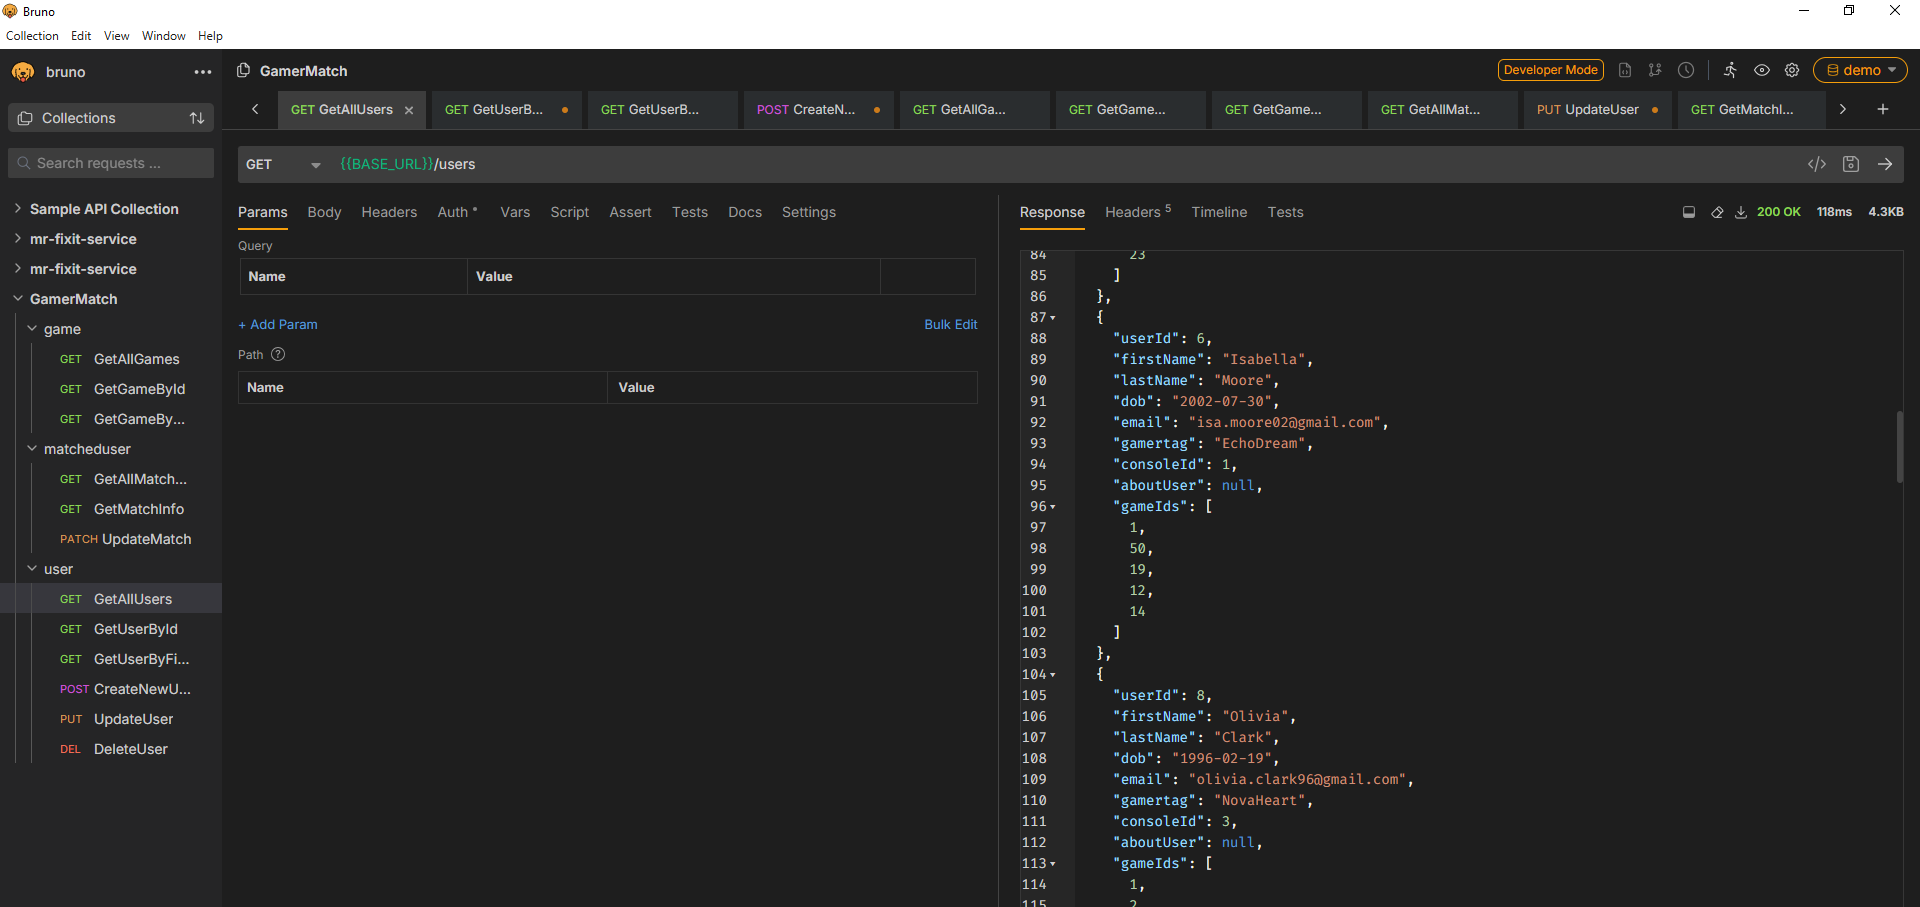 Bruno
Collection Edit View Window Help
bruno
GamerMatch
Developer Mode
demo
Collections
GET GetAllUsers
GET GetUserB...
GET GetUserB...
POST CreateN...
GET GetAllGa...
GET GetGame...
GET GetGame...
GET GetAllMat...
PUT UpdateUser
GET GetMatchI...
Search requests ...
GET {{BASE_URL}}/users
Sample API Collection
mr-fixit-service
mr-fixit-service
GamerMatch
game
GET GetAllGames
GET GetGameById
GET GetGameBy...
matcheduser
GET GetAllMatch...
GET GetMatchInfo
PATCH UpdateMatch
user
GET GetAllUsers
GET GetUserById
GET GetUserByFi...
POST CreateNewU...
PUT UpdateUser
DEL DeleteUser
Params Body Headers Auth Vars Script Assert Tests Docs Settings
Query
Name Value
+ Add Param Bulk Edit
Path ?
Name Value
Response Headers 5 Timeline Tests
200 OK 118ms 4.3KB
84 23
85 ]
86 },
87 {
88 "userId": 6,
89 "firstName": "Isabella",
90 "lastName": "Moore",
91 "dob": "2002-07-30",
92 "email": "isa.moore02@gmail.com",
93 "gamertag": "EchoDream",
94 "consoleId": 1,
95 "aboutUser": null,
96 "gameIds": [
97 1,
98 50,
99 19,
100 12,
101 14
102 ]
103 },
104 {
105 "userId": 8,
106 "firstName": "Olivia",
107 "lastName": "Clark",
108 "dob": "1996-02-19",
109 "email": "olivia.clark96@gmail.com",
110 "gamertag": "NovaHeart",
111 "consoleId": 3,
112 "aboutUser": null,
113 "gameIds": [
114 1,
115 2